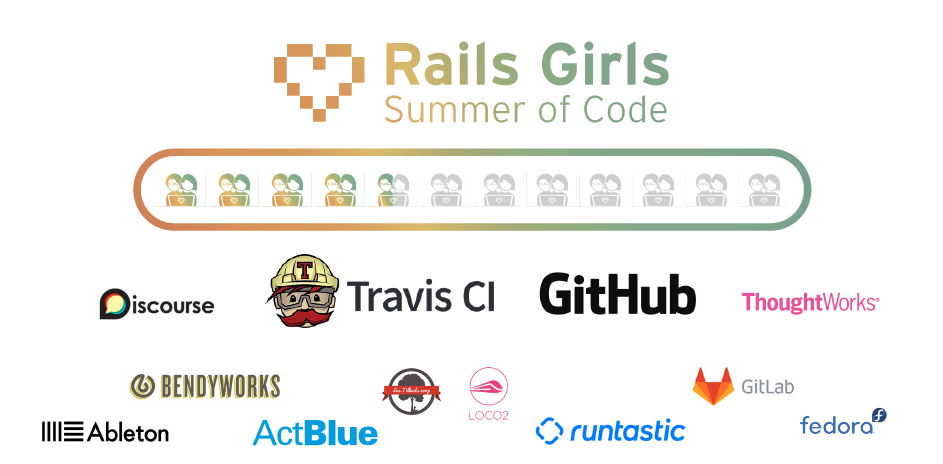 Rails Girls
Summer of Code
Discourse
T
Travis CI
GitHub
ThoughtWorks®
BENDYWORKS
LOCO2
GitLab
Ableton
ActBlue
runtastic
fedora f